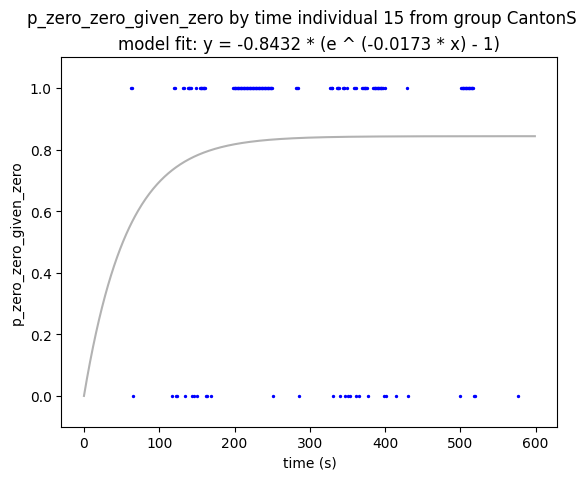 p_zero_zero_given_zero by time individual 15 from group CantonS
model fit: y = -0.8432 * (e ^ (-0.0173 * x) - 1)
1.0
0.8
0.6
0.4
0.2
0.0
p_zero_zero_given_zero
0 100 200 300 400 500 600
time (s)